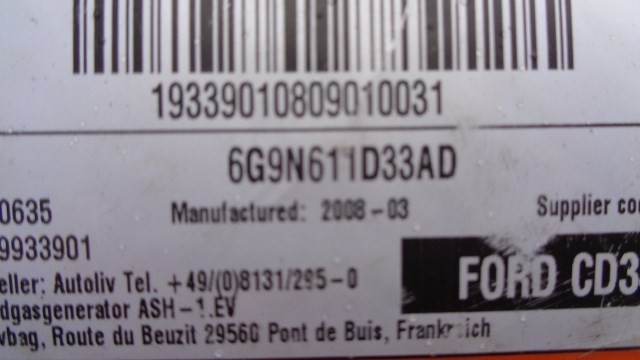 19339010809010031
6G9N611D33AD
0635 Manufactured: 2008-03 Supplier co
9933901
eller: Autoliv Tel. +49/(0)8131/295-0 FORD CD3
dgasgenerator ASH-1.EV
vbag, Route du Beuzit 29560 Pont de Buis, Frankreich